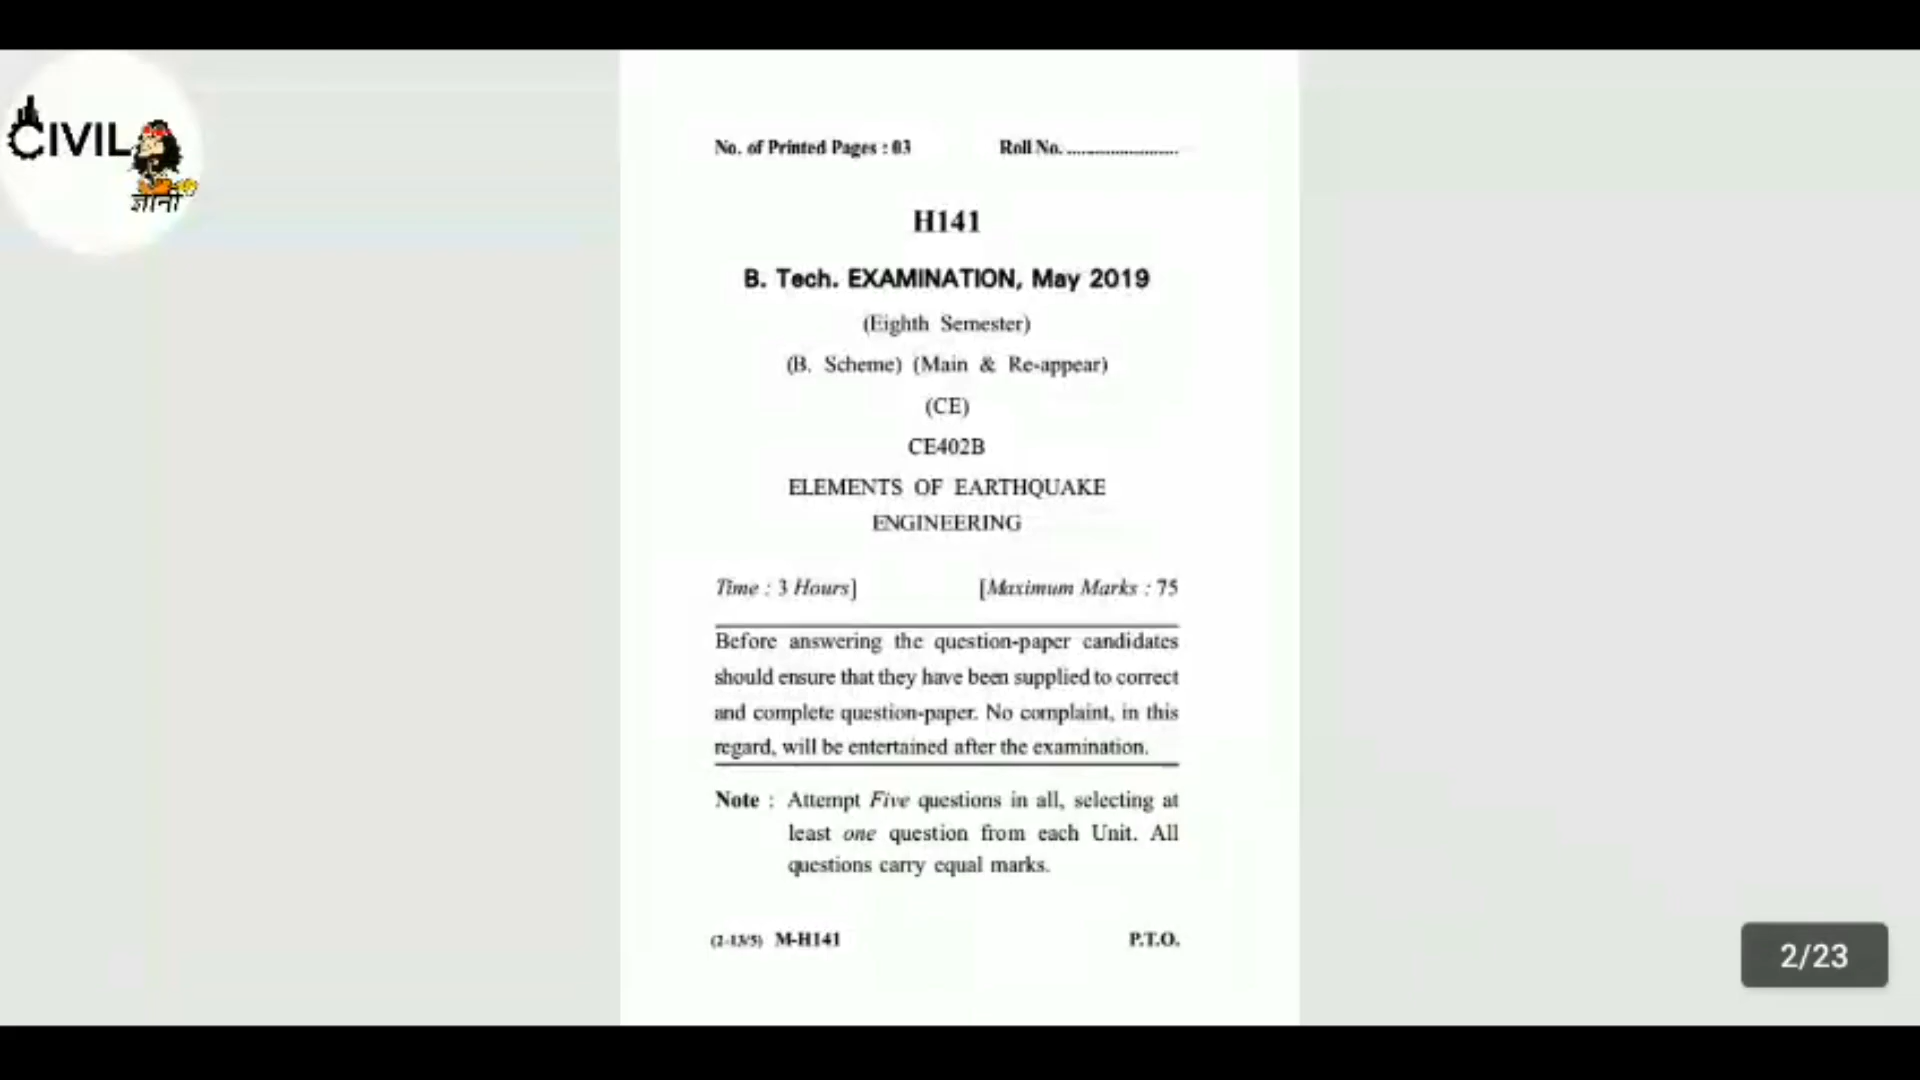 CIVIL
ज्ञानी
No. of Printed Pages : 03 Roll No. ........................
H141
B. Tech. EXAMINATION, May 2019
(Eighth Semester)
(B. Scheme) (Main & Re-appear)
(CE)
CE402B
ELEMENTS OF EARTHQUAKE
ENGINEERING
Time : 3 Hours] [Maximum Marks : 75
Before answering the question-paper candidates
should ensure that they have been supplied to correct
and complete question-paper. No complaint, in this
regard, will be entertained after the examination.
Note : Attempt Five questions in all, selecting at
least one question from each Unit. All
questions carry equal marks.
(2-13/5) M-H141 P.T.O.
2/23